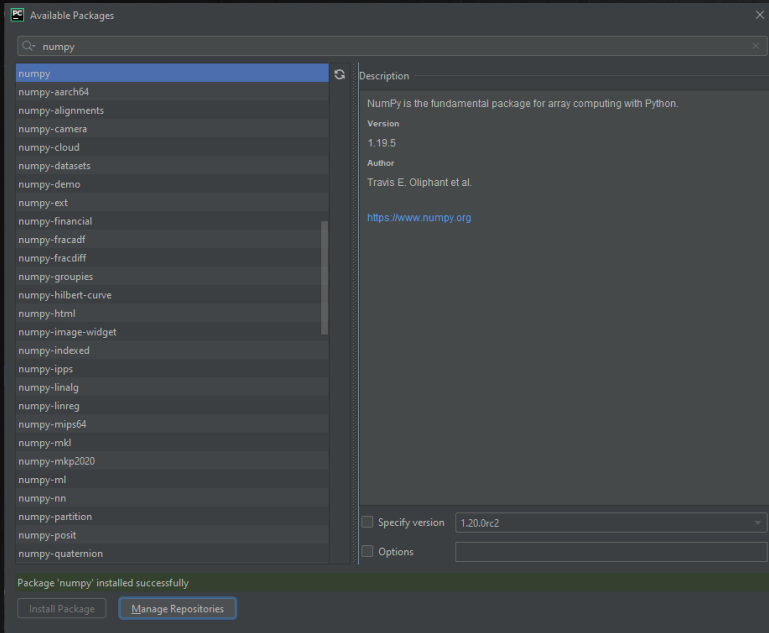 PC Available Packages
numpy
numpy
numpy-aarch64
numpy-alignments
numpy-camera
numpy-cloud
numpy-datasets
numpy-demo
numpy-ext
numpy-financial
numpy-fracadf
numpy-fracdiff
numpy-groupies
numpy-hilbert-curve
numpy-html
numpy-image-widget
numpy-indexed
numpy-ipps
numpy-linalg
numpy-linreg
numpy-mips64
numpy-mkl
numpy-mkp2020
numpy-ml
numpy-nn
numpy-partition
numpy-posit
numpy-quaternion
Description
NumPy is the fundamental package for array computing with Python.
Version
1.19.5
Author
Travis E. Oliphant et al.
https://www.numpy.org
Specify version 1.20.0rc2
Options
Package 'numpy' installed successfully
Install Package Manage Repositories